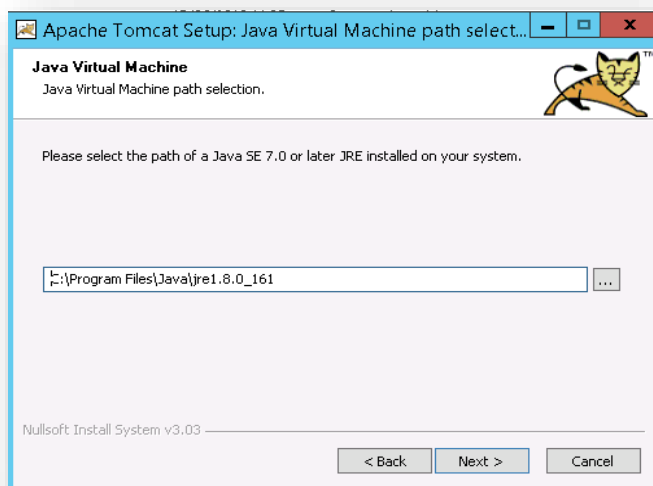 Apache Tomcat Setup: Java Virtual Machine path select...
TM
Java Virtual Machine
Java Virtual Machine path selection.
Please select the path of a Java SE 7.0 or later JRE installed on your system.
C:\Program Files\Java\jre1.8.0_161
...
Nullsoft Install System v3.03
< Back
Next >
Cancel